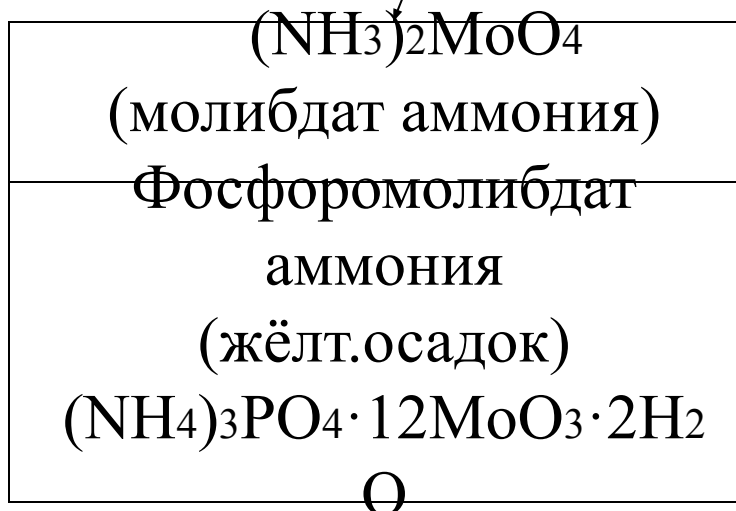 (NH3)2MoO4
(молибдат аммония)
Фосфоромолибдат
аммония
(жёлт.осадок)
(NH4)3PO4·12MoO3·2H2
O